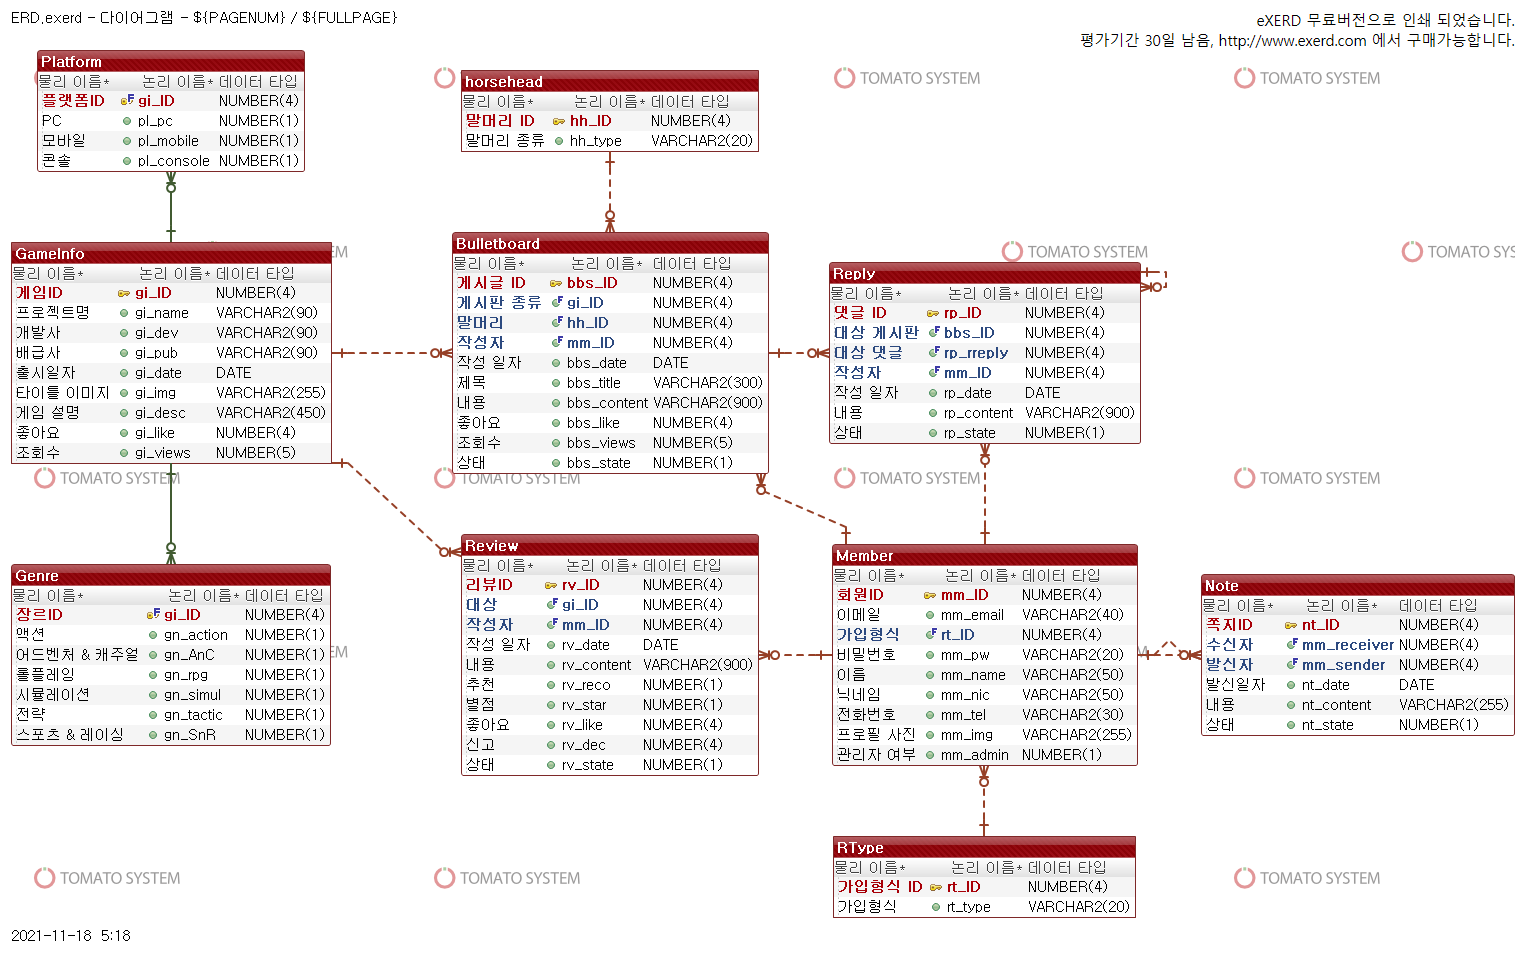 ERD.exerd - 다이어그램 - ${PAGENUM} / ${FULLPAGE}
eXERD 무료버전으로 인쇄 되었습니다.
평가기간 30일 남음, http://www.exerd.com 에서 구매가능합니다.
Platform
물리 이름* 논리 이름* 데이터 타입
플랫폼ID gi_ID NUMBER(4)
PC pl_pc NUMBER(1)
모바일 pl_mobile NUMBER(1)
콘솔 pl_console NUMBER(1)
horsehead
물리 이름* 논리 이름* 데이터 타입
말머리 ID hh_ID NUMBER(4)
말머리 종류 hh_type VARCHAR2(20)
TOMATO SYSTEM
TOMATO SYSTEM
GameInfo
물리 이름* 논리 이름* 데이터 타입
게임ID gi_ID NUMBER(4)
프로젝트명 gi_name VARCHAR2(90)
개발사 gi_dev VARCHAR2(90)
배급사 gi_pub VARCHAR2(90)
출시일자 gi_date DATE
타이틀 이미지 gi_img VARCHAR2(255)
게임 설명 gi_desc VARCHAR2(450)
좋아요 gi_like NUMBER(4)
조회수 gi_views NUMBER(5)
Bulletboard
물리 이름* 논리 이름* 데이터 타입
게시글 ID bbs_ID NUMBER(4)
게시판 종류 gi_ID NUMBER(4)
말머리 hh_ID NUMBER(4)
작성자 mm_ID NUMBER(4)
작성 일자 bbs_date DATE
제목 bbs_title VARCHAR2(300)
내용 bbs_content VARCHAR2(900)
좋아요 bbs_like NUMBER(4)
조회수 bbs_views NUMBER(5)
상태 bbs_state NUMBER(1)
TOMATO SYSTEM
TOMATO SYSTEM
Reply
물리 이름* 논리 이름* 데이터 타입
댓글 ID rp_ID NUMBER(4)
대상 게시판 bbs_ID NUMBER(4)
대상 댓글 rp_rreply NUMBER(4)
작성자 mm_ID NUMBER(4)
작성 일자 rp_date DATE
내용 rp_content VARCHAR2(900)
상태 rp_state NUMBER(1)
TOMATO SYSTEM
TOMATO SYSTEM
TOMATO SYSTEM
TOMATO SYSTEM
Genre
물리 이름* 논리 이름* 데이터 타입
장르ID gi_ID NUMBER(4)
액션 gn_action NUMBER(1)
어드벤처 & 캐주얼 gn_AnC NUMBER(1)
롤플레잉 gn_rpg NUMBER(1)
시뮬레이션 gn_simul NUMBER(1)
전략 gn_tactic NUMBER(1)
스포츠 & 레이싱 gn_SnR NUMBER(1)
Review
물리 이름* 논리 이름* 데이터 타입
리뷰ID rv_ID NUMBER(4)
대상 gi_ID NUMBER(4)
작성자 mm_ID NUMBER(4)
작성 일자 rv_date DATE
내용 rv_content VARCHAR2(900)
추천 rv_reco NUMBER(1)
별점 rv_star NUMBER(1)
좋아요 rv_like NUMBER(4)
신고 rv_dec NUMBER(4)
상태 rv_state NUMBER(1)
Member
물리 이름* 논리 이름* 데이터 타입
회원ID mm_ID NUMBER(4)
이메일 mm_email VARCHAR2(40)
가입형식 rt_ID NUMBER(4)
비밀번호 mm_pw VARCHAR2(20)
이름 mm_name VARCHAR2(50)
닉네임 mm_nic VARCHAR2(50)
전화번호 mm_tel VARCHAR2(30)
프로필 사진 mm_img VARCHAR2(255)
관리자 여부 mm_admin NUMBER(1)
Note
물리 이름* 논리 이름* 데이터 타입
쪽지ID nt_ID NUMBER(4)
수신자 mm_receiver NUMBER(4)
발신자 mm_sender NUMBER(4)
발신일자 nt_date DATE
내용 nt_content VARCHAR2(255)
상태 nt_state NUMBER(1)
RType
물리 이름* 논리 이름* 데이터 타입
가입형식 ID rt_ID NUMBER(4)
가입형식 rt_type VARCHAR2(20)
TOMATO SYSTEM
TOMATO SYSTEM
TOMATO SYSTEM
2021-11-18 5:18